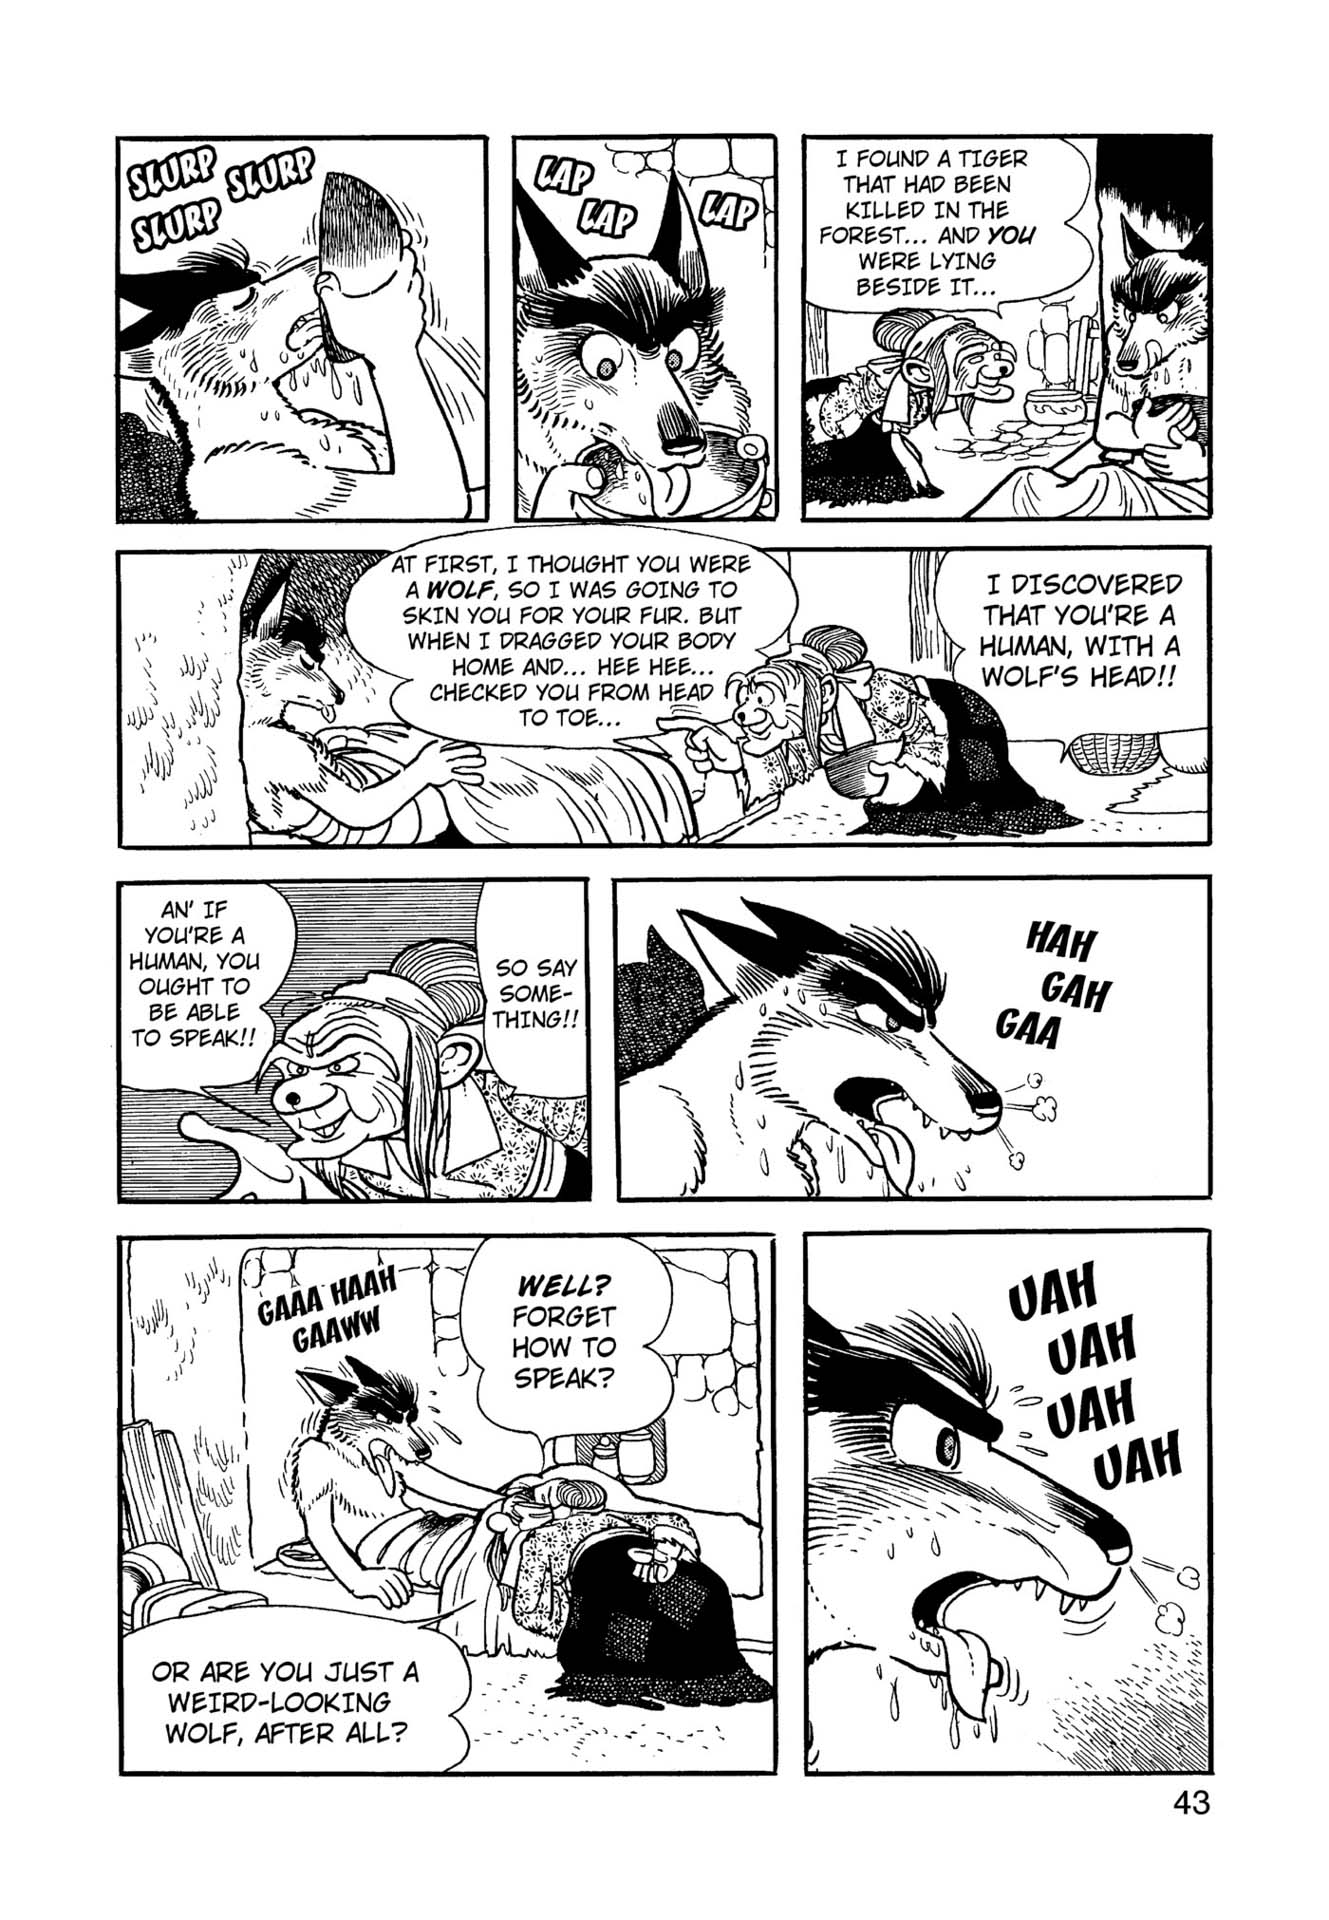 SLURP
SLURP
SLURP
LAP
LAP
LAP
I FOUND A TIGER
THAT HAD BEEN
KILLED IN THE
FOREST... AND YOU
WERE LYING
BESIDE IT...
AT FIRST, I THOUGHT YOU WERE
A WOLF, SO I WAS GOING TO
SKIN YOU FOR YOUR FUR. BUT
WHEN I DRAGGED YOUR BODY
HOME AND... HEE HEE...
CHECKED YOU FROM HEAD
TO TOE...
I DISCOVERED
THAT YOU'RE A
HUMAN, WITH A
WOLF'S HEAD!!
AN' IF
YOU'RE A
HUMAN, YOU
OUGHT TO
BE ABLE
TO SPEAK!!
SO SAY
SOME-
THING!!
HAH
GAH
GAA
GAAA HAAH
GAAWW
WELL?
FORGET
HOW TO
SPEAK?
OR ARE YOU JUST A
WEIRD-LOOKING
WOLF, AFTER ALL?
UAH
UAH
UAH
UAH
43